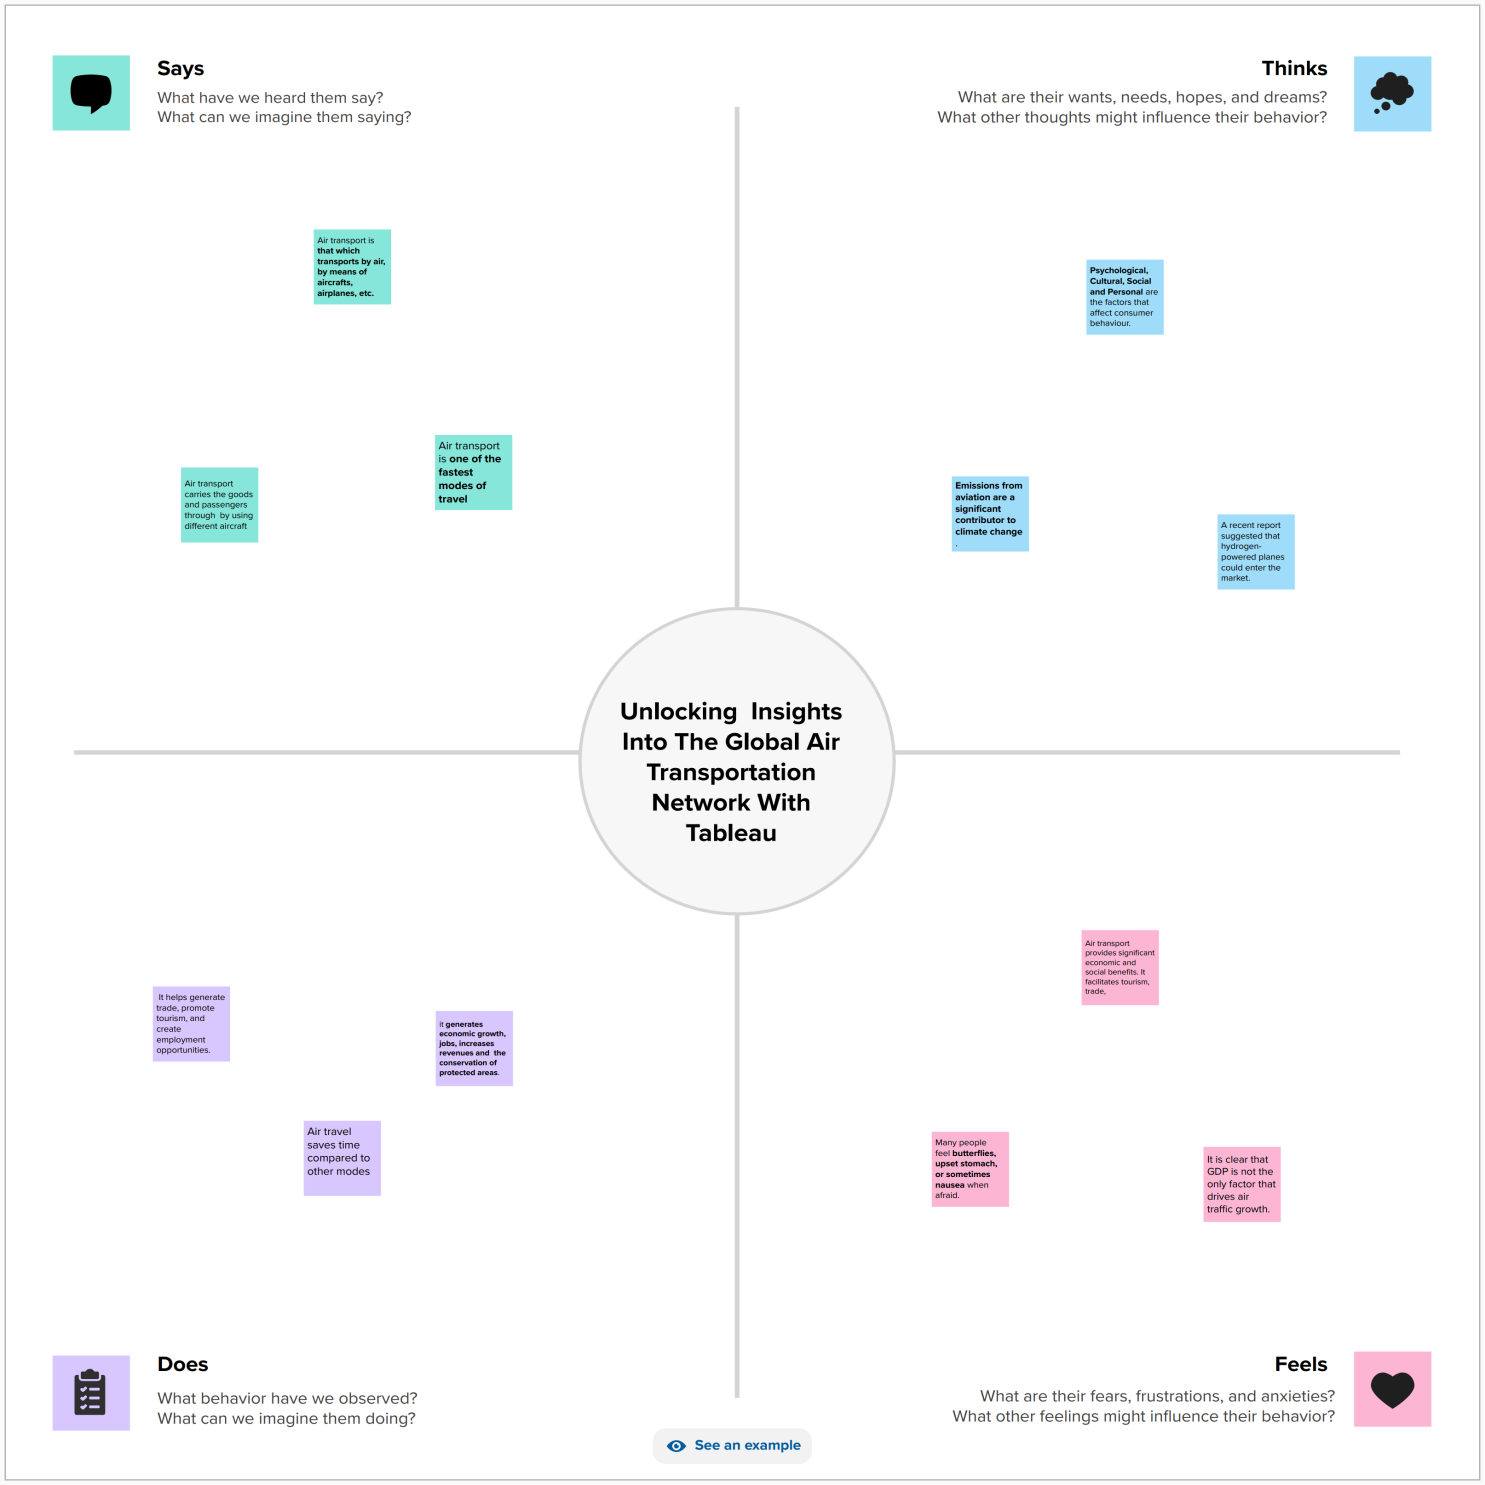 Says
What have we heard them say?
What can we imagine them saying?
Thinks
What are their wants, needs, hopes, and dreams?
What other thoughts might influence their behavior?
Air transport is
that which
transports by air,
by means of
aircrafts,
airplanes, etc.
Air transport
is one of the
fastest
modes of
travel
Air transport
carries the goods
and passengers
through by using
different aircraft
Psychological,
Cultural, Social
and Personal are
the factors that
affect consumer
behaviour.
Emissions from
aviation are a
significant
contributor to
climate change
.
A recent report
suggested that
hydrogen-
powered planes
could enter the
market.
Unlocking Insights
Into The Global Air
Transportation
Network With
Tableau
It helps generate
trade, promote
tourism, and
create
employment
opportunities.
it generates
economic growth,
jobs, increases
revenues and the
conservation of
protected areas.
Air travel
saves time
compared to
other modes
Air transport
provides significant
economic and
social benefits. It
facilitates tourism,
trade,
Many people
feel butterflies,
upset stomach,
or sometimes
nausea when
afraid.
It is clear that
GDP is not the
only factor that
drives air
traffic growth.
Does
What behavior have we observed?
What can we imagine them doing?
Feels
What are their fears, frustrations, and anxieties?
What other feelings might influence their behavior?
See an example